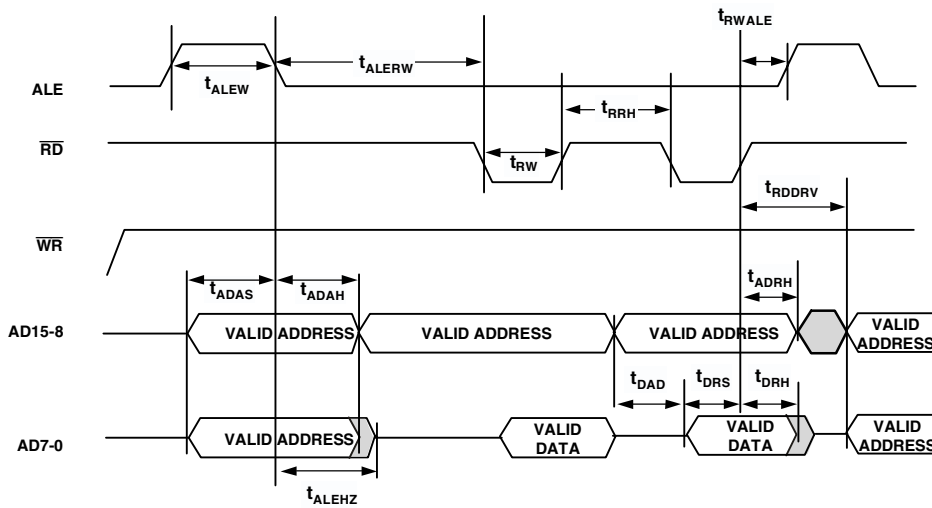 tRWALE
tALERW
tALEW
ALE
tRRH
RD
tRW
tRDDRV
WR
tADAS
tADAH
tADRH
AD15-8
VALID ADDRESS
VALID ADDRESS
VALID ADDRESS
VALID
ADDRESS
tDAD
tDRS
tDRH
AD7-0
VALID ADDRESS
VALID
DATA
VALID
DATA
VALID
ADDRESS
tALEHZ